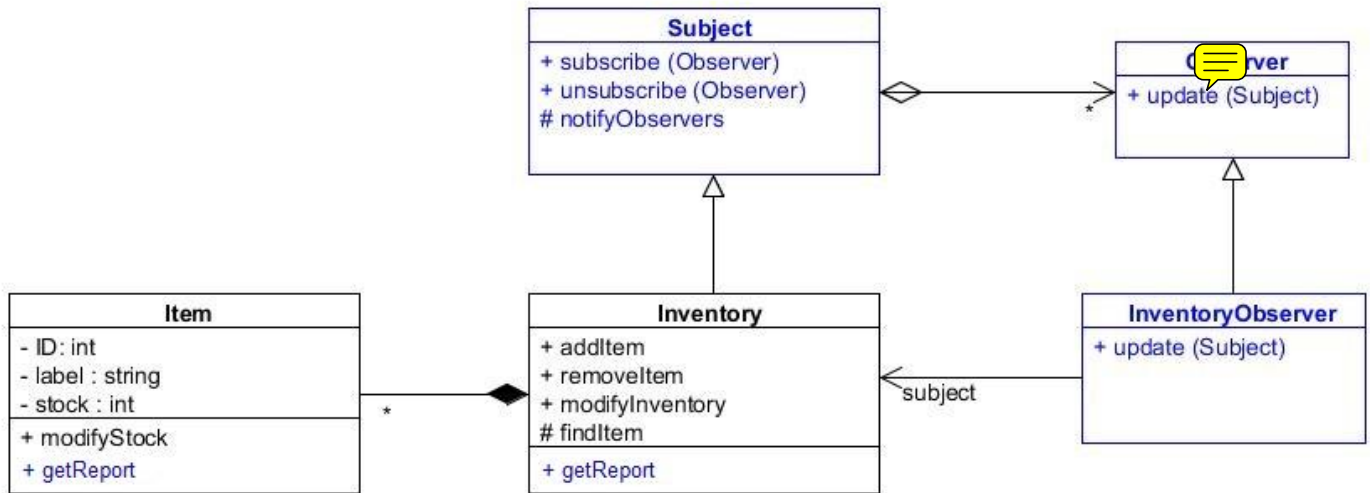 Subject
+ subscribe (Observer)
+ unsubscribe (Observer)
# notifyObservers
*
+ update (Subject)
Item
- ID: int
- label : string
- stock : int
+ modifyStock
+ getReport
*
Inventory
+ addItem
+ removeItem
+ modifyInventory
# findItem
+ getReport
subject
InventoryObserver
+ update (Subject)